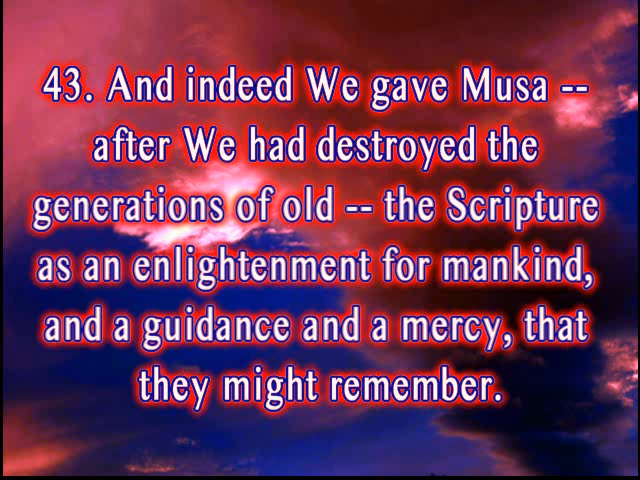 43. And indeed We gave Musa --
after We had destroyed the
generations of old -- the Scripture
as an enlightenment for mankind,
and a guidance and a mercy, that
they might remember.